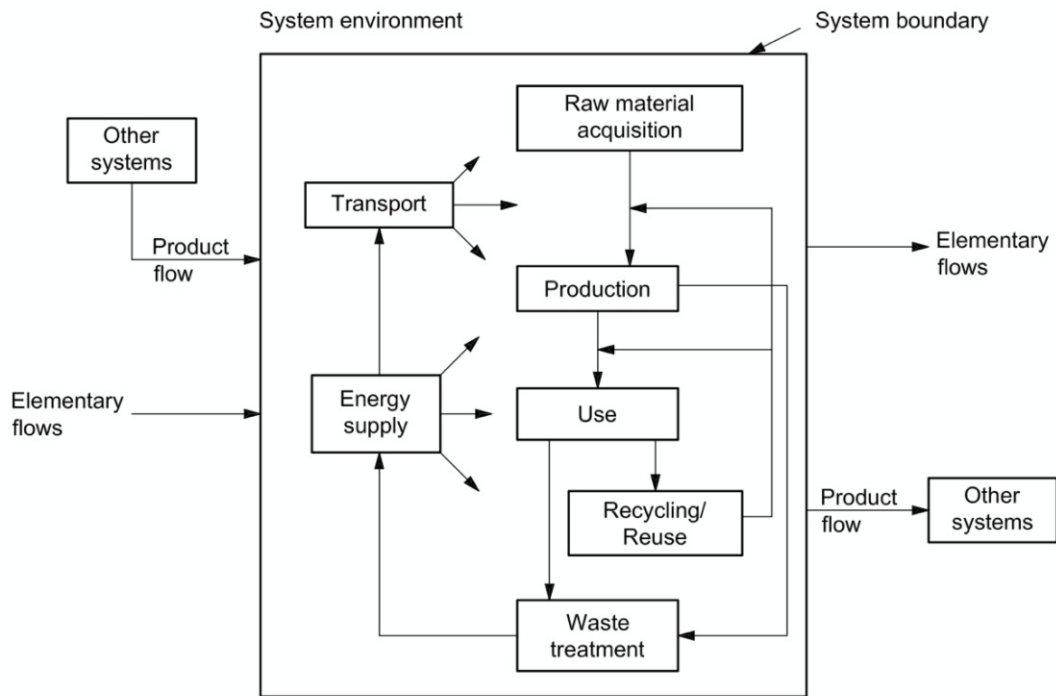 System environment
System boundary
Raw material
acquisition
Other
systems
Transport
Product
flow
Elementary
flows
Production
Energy
supply
Elementary
flows
Use
Recycling/
Reuse
Product
flow
Other
systems
Waste
treatment